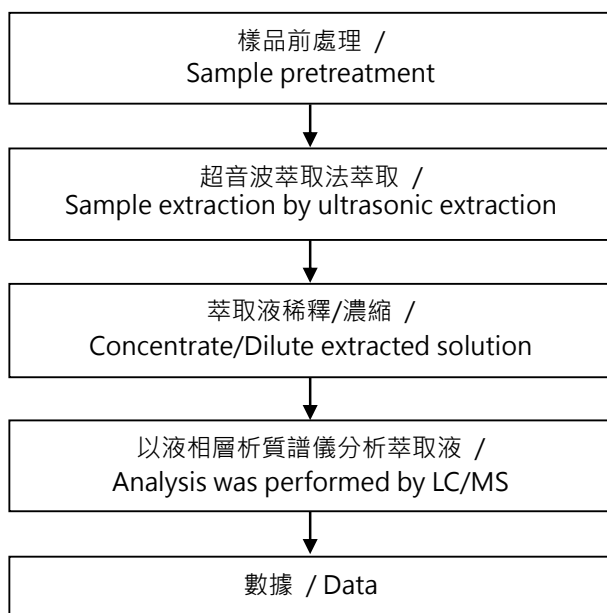 樣品前處理 /
Sample pretreatment
超音波萃取法萃取 /
Sample extraction by ultrasonic extraction
萃取液稀釋/濃縮 /
Concentrate/Dilute extracted solution
以液相層析質譜儀分析萃取液 /
Analysis was performed by LC/MS
數據 / Data